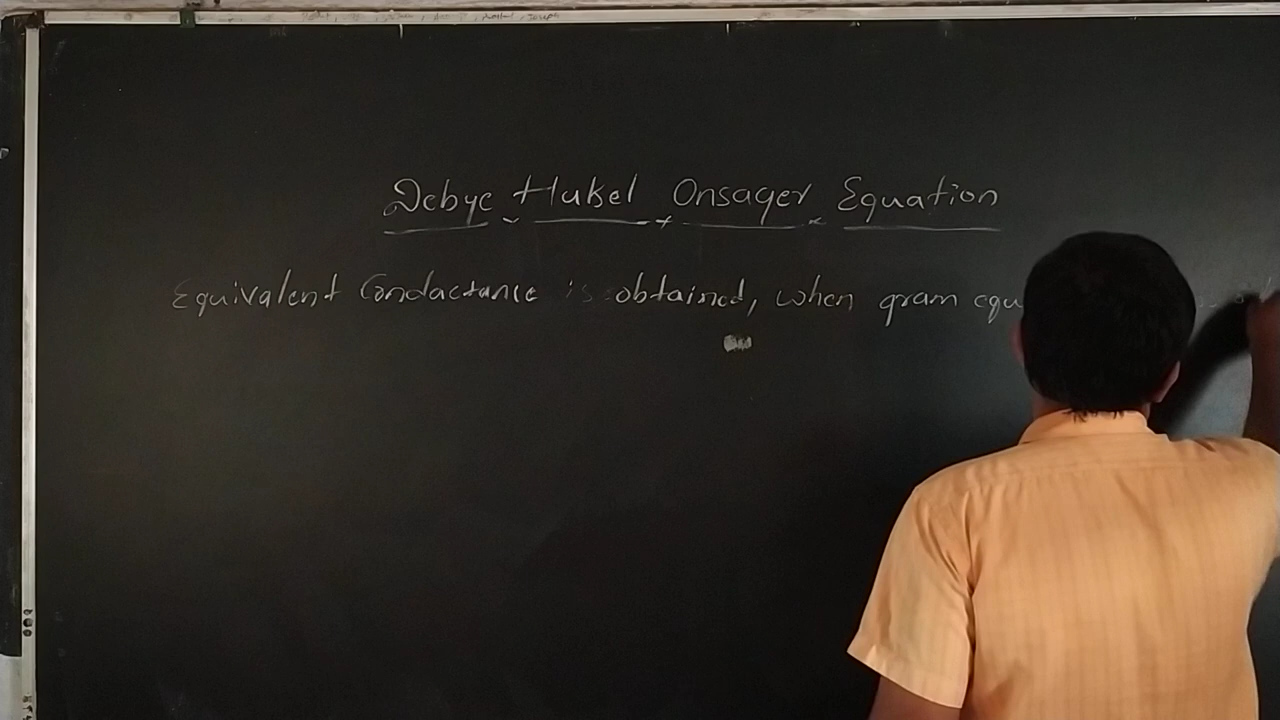 Debye Hukel Onsager Equation
Equivalent Conductance is obtained, when gram equ